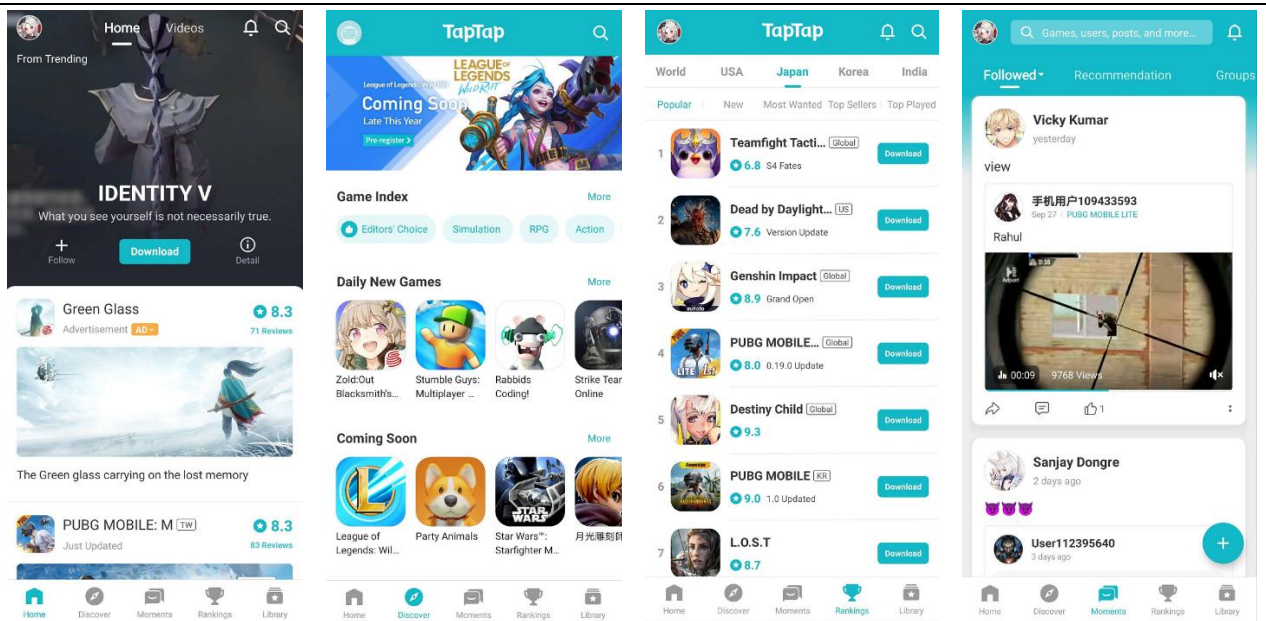 Home Videos
From Trending
IDENTITY V
What you see yourself is not necessarily true.
+ Download
Follow Detail
Green Glass 8.3
Advertisement AD 71 Reviews
The Green glass carrying on the lost memory
PUBG MOBILE: M TW 8.3
Just Updated 83 Reviews
Home Discover Moments Rankings Library
TapTap
LEAGUE OF
LEGENDS
WILD RIFT
League of Legends: Wild Rift
Coming Soon
Late This Year
Pre-register >
Game Index More
Editors' Choice Simulation RPG Action
Daily New Games More
Zold:Out Stumble Guys: Rabbids Strike Tear
Blacksmith's... Multiplayer ... Coding! Online
Coming Soon More
STAR
WARS
League of Party Animals Star Wars™: 月光雕刻師
Legends: Wil... Starfighter M...
Home Discover Moments Rankings Library
TapTap
World USA Japan Korea India
Popular New Most Wanted Top Sellers Top Played
1 Teamfight Tacti... Global Download
6.8 S4 Fates
2 Dead by Daylight... US Download
7.6 Version Update
3 Genshin Impact Global Download
8.9 Grand Open
4 PUBG MOBILE... Global Download
LITE 1st 8.0 0.19.0 Update
5 Destiny Child Global Download
9.3
6 PUBG MOBILE KR Download
9.0 1.0 Updated
7 L.O.S.T Download
8.7
Home Discover Moments Rankings Library
Games, users, posts, and more...
Followed Recommendation Groups
Vicky Kumar
yesterday
view
手机用户109433593
Sep 27 | PUBG MOBILE LITE
Rahul
00:09 9768 Views
1
Sanjay Dongre
2 days ago
User112395640
3 days ago
+
Home Discover Moments Rankings Library